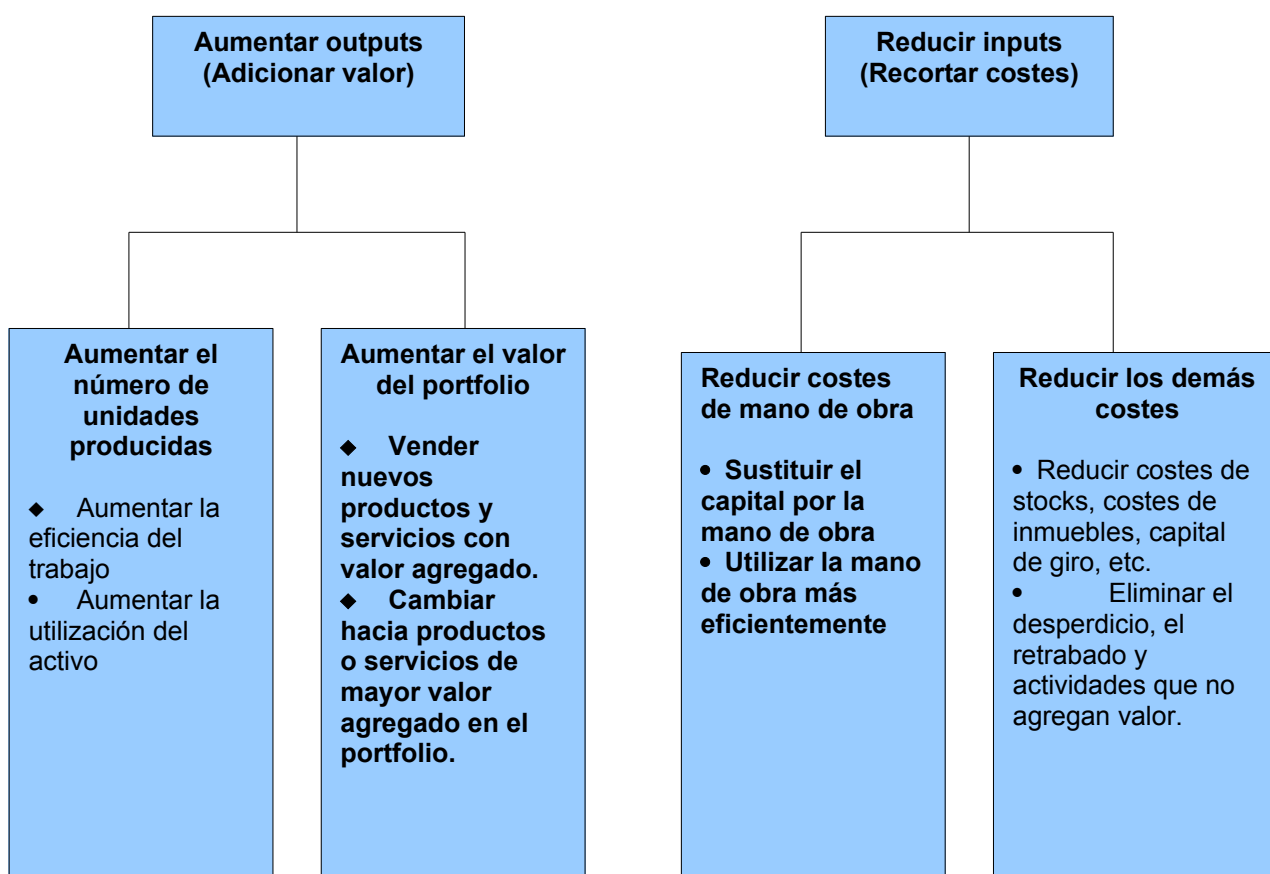 Aumentar outputs
(Adicionar valor)
Reducir inputs
(Recortar costes)
Aumentar el
número de
unidades
producidas
◆ Aumentar la
eficiencia del
trabajo
• Aumentar la
utilización del
activo
Aumentar el valor
del portfolio
◆ Vender
nuevos
productos y
servicios con
valor agregado.
◆ Cambiar
hacia productos
o servicios de
mayor valor
agregado en el
portfolio.
Reducir costes
de mano de obra
• Sustituir el
capital por la
mano de obra
• Utilizar la mano
de obra más
eficientemente
Reducir los demás
costes
• Reducir costes de
stocks, costes de
inmuebles, capital
de giro, etc.
• Eliminar el
desperdicio, el
retrabado y
actividades que no
agregan valor.